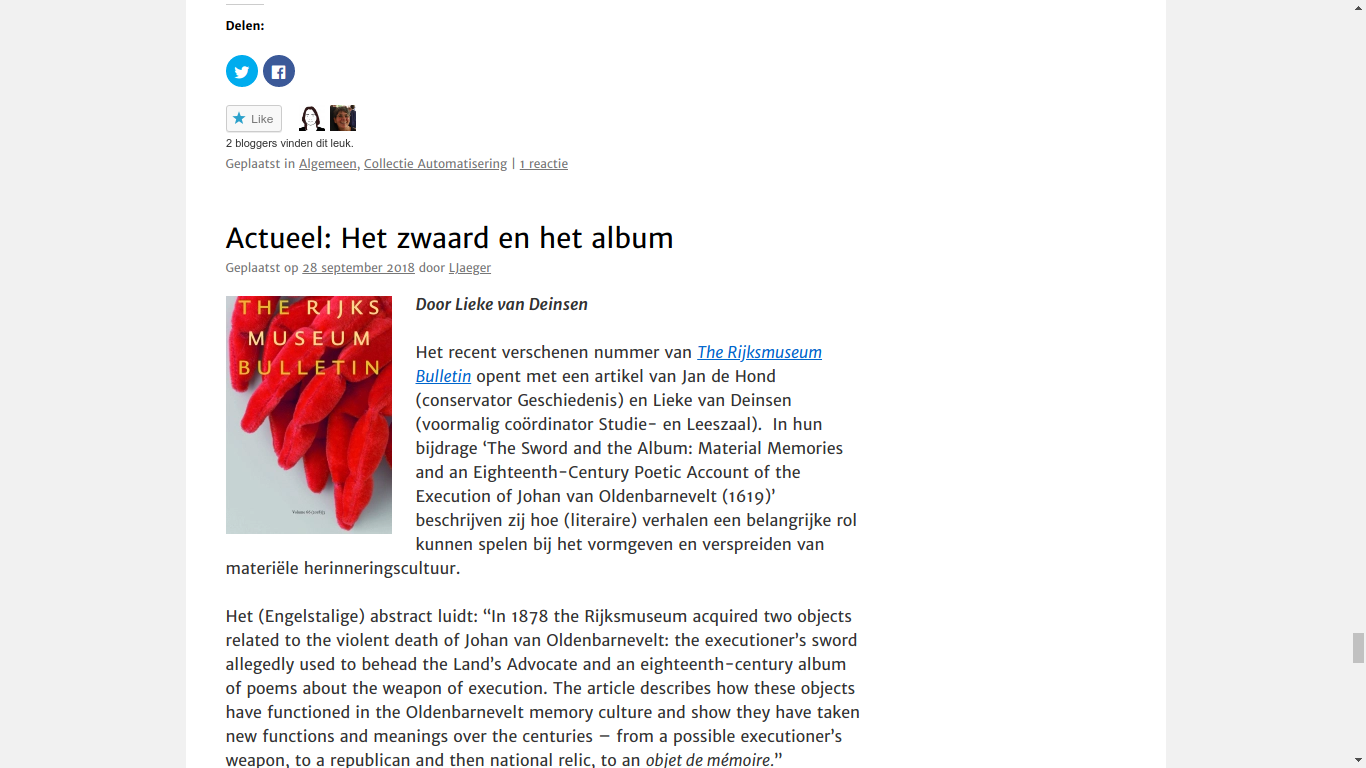 Delen:
Like
2 bloggers vinden dit leuk.
Geplaatst in Algemeen, Collectie Automatisering | 1 reactie
Actueel: Het zwaard en het album
Geplaatst op 28 september 2018 door LJaeger
THE RIJKS
MUSEUM
BULLETIN
Door Lieke van Deinsen
Het recent verschenen nummer van The Rijksmuseum
Bulletin opent met een artikel van Jan de Hond
(conservator Geschiedenis) en Lieke van Deinsen
(voormalig coördinator Studie- en Leeszaal).  In hun
bijdrage ‘The Sword and the Album: Material Memories
and an Eighteenth-Century Poetic Account of the
Execution of Johan van Oldenbarnevelt (1619)’
beschrijven zij hoe (literaire) verhalen een belangrijke rol
kunnen spelen bij het vormgeven en verspreiden van
materiële herinneringscultuur.
Het (Engelstalige) abstract luidt: “In 1878 the Rijksmuseum acquired two objects
related to the violent death of Johan van Oldenbarnevelt: the executioner’s sword
allegedly used to behead the Land’s Advocate and an eighteenth-century album
of poems about the weapon of execution. The article describes how these objects
have functioned in the Oldenbarnevelt memory culture and show they have taken
new functions and meanings over the centuries – from a possible executioner’s
weapon, to a republican and then national relic, to an objet de mémoire.”